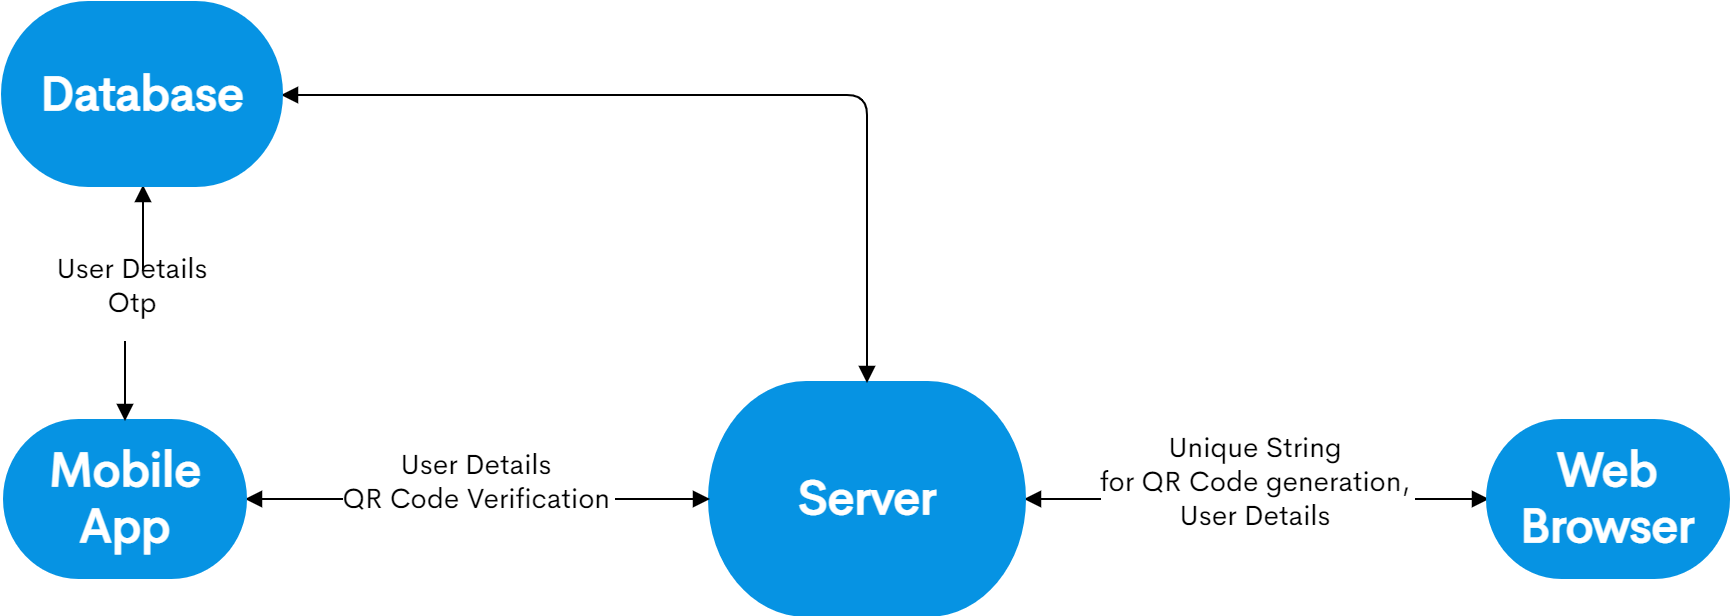 Database
User Details
Otp
Mobile
App
User Details
QR Code Verification
Server
Unique String
for QR Code generation,
User Details
Web
Browser